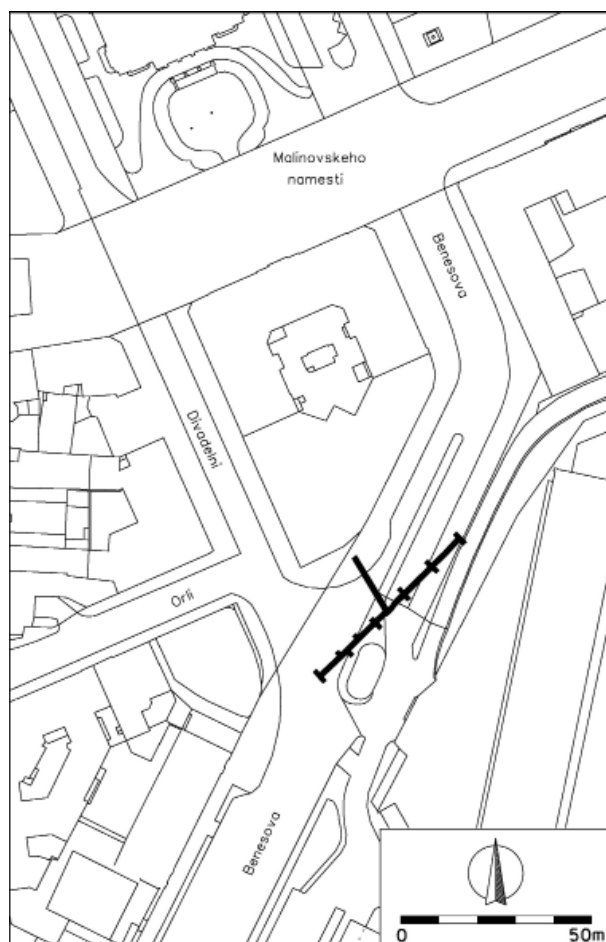 Malinovskeho
namesti
Benesova
Divadelni
Orli
Benesova
0 50m